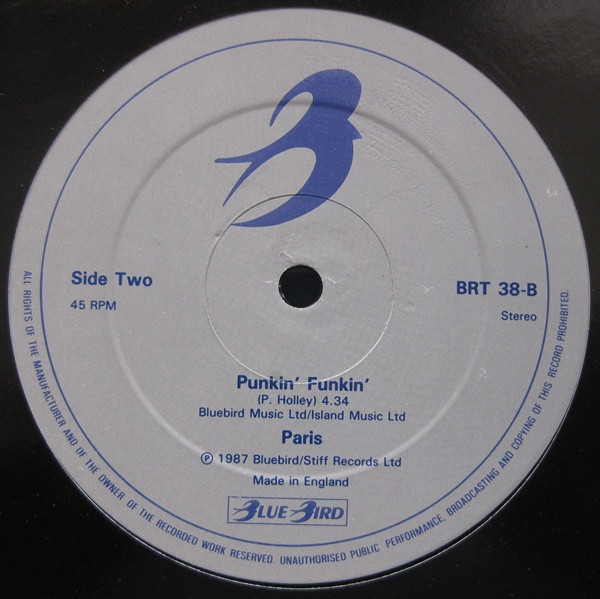 Side Two
45 RPM
BRT 38-B
Stereo
Punkin' Funkin'
(P. Holley) 4.34
Bluebird Music Ltd/Island Music Ltd
Paris
℗ 1987 Bluebird/Stiff Records Ltd
Made in England
BLUE BIRD
ALL RIGHTS OF THE MANUFACTURER AND OF THE OWNER OF THE RECORDED WORK RESERVED. UNAUTHORISED PUBLIC PERFORMANCE, BROADCASTING AND COPYING OF THIS RECORD PROHIBITED.